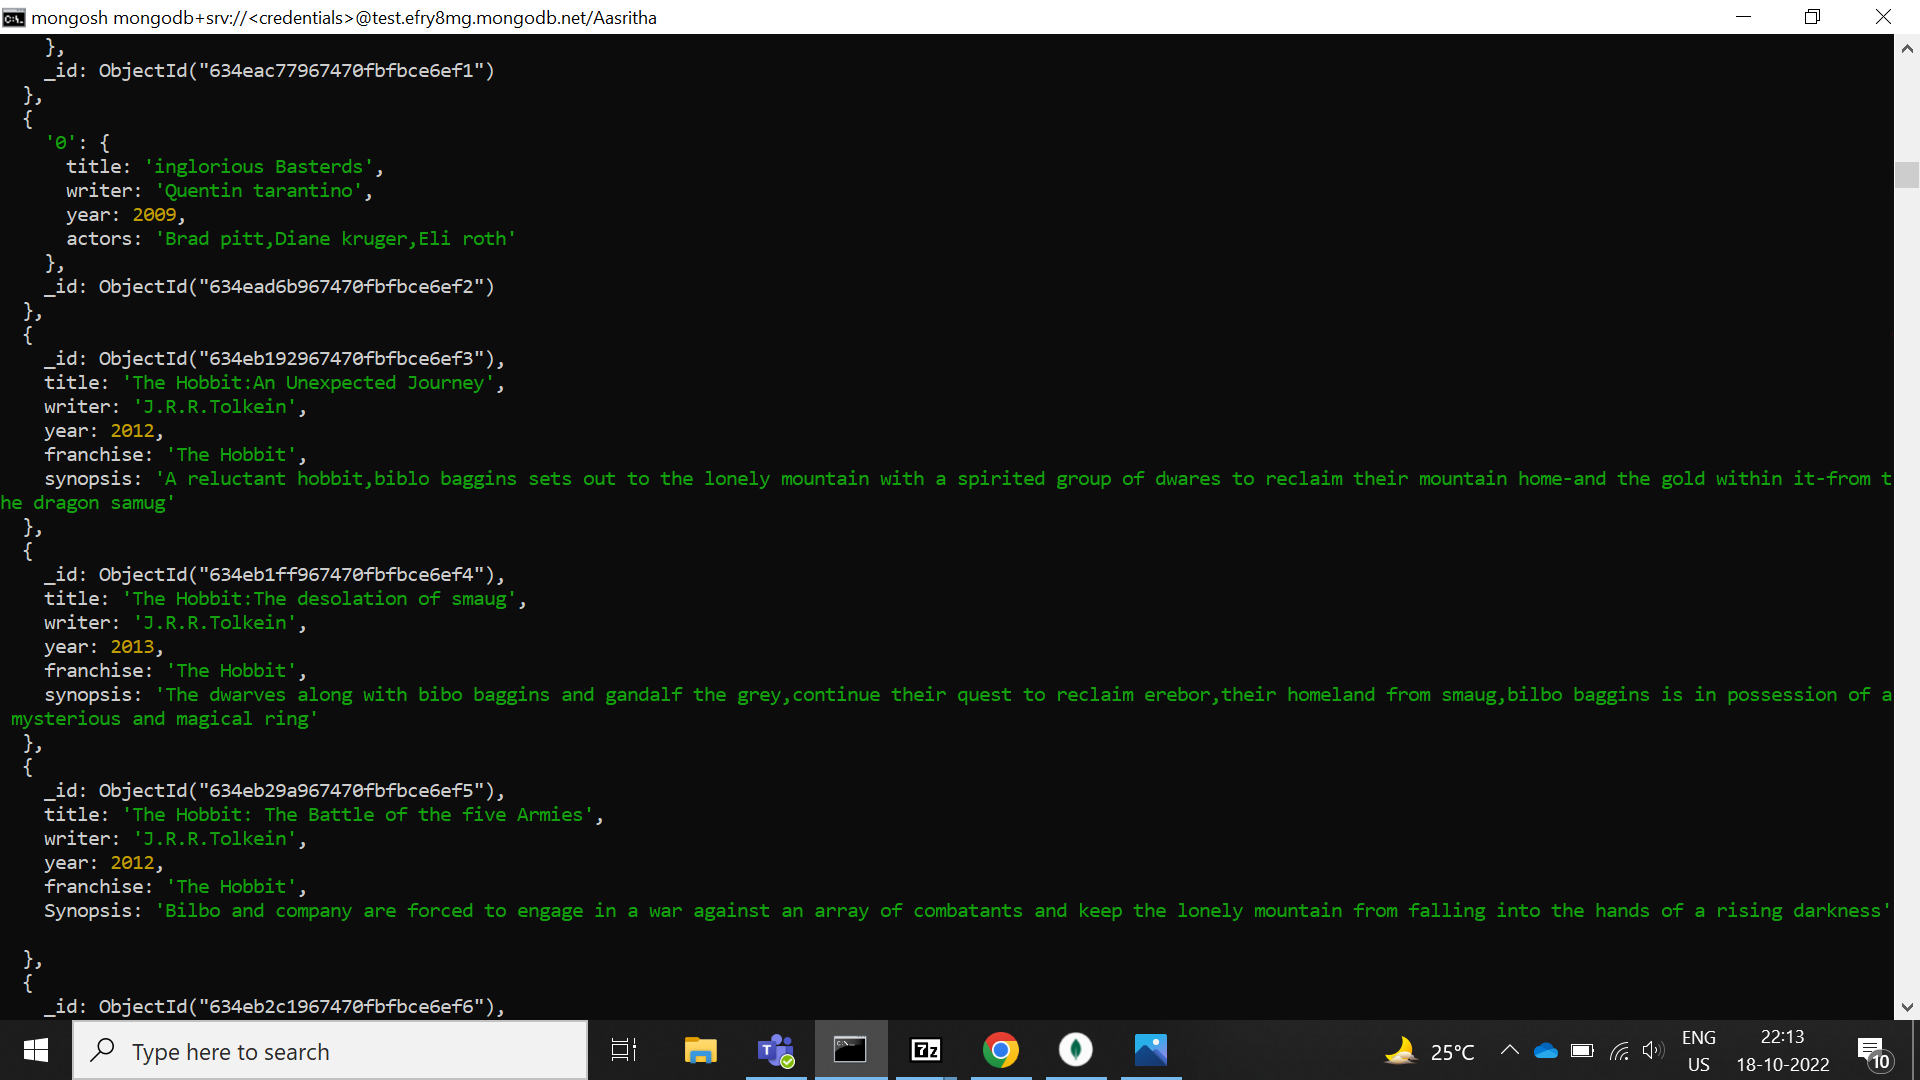 mongosh mongodb+srv://<credentials>@test.efry8mg.mongodb.net/Aasritha
},
_id: ObjectId("634eac77967470fbfbce6ef1")
},
{
'0': {
title: 'inglorious Basterds',
writer: 'Quentin tarantino',
year: 2009,
actors: 'Brad pitt,Diane kruger,Eli roth'
},
_id: ObjectId("634ead6b967470fbfbce6ef2")
},
{
_id: ObjectId("634eb192967470fbfbce6ef3"),
title: 'The Hobbit:An Unexpected Journey',
writer: 'J.R.R.Tolkein',
year: 2012,
franchise: 'The Hobbit',
synopsis: 'A reluctant hobbit,biblo baggins sets out to the lonely mountain with a spirited group of dwares to reclaim their mountain home-and the gold within it-from t
he dragon samug'
},
{
_id: ObjectId("634eb1ff967470fbfbce6ef4"),
title: 'The Hobbit:The desolation of smaug',
writer: 'J.R.R.Tolkein',
year: 2013,
franchise: 'The Hobbit',
synopsis: 'The dwarves along with bibo baggins and gandalf the grey,continue their quest to reclaim erebor,their homeland from smaug,bilbo baggins is in possession of a
mysterious and magical ring'
},
{
_id: ObjectId("634eb29a967470fbfbce6ef5"),
title: 'The Hobbit: The Battle of the five Armies',
writer: 'J.R.R.Tolkein',
year: 2012,
franchise: 'The Hobbit',
Synopsis: 'Bilbo and company are forced to engage in a war against an array of combatants and keep the lonely mountain from falling into the hands of a rising darkness'
},
{
_id: ObjectId("634eb2c1967470fbfbce6ef6"),
Type here to search
7z
25°C
ENG
US
22:13
18-10-2022
10